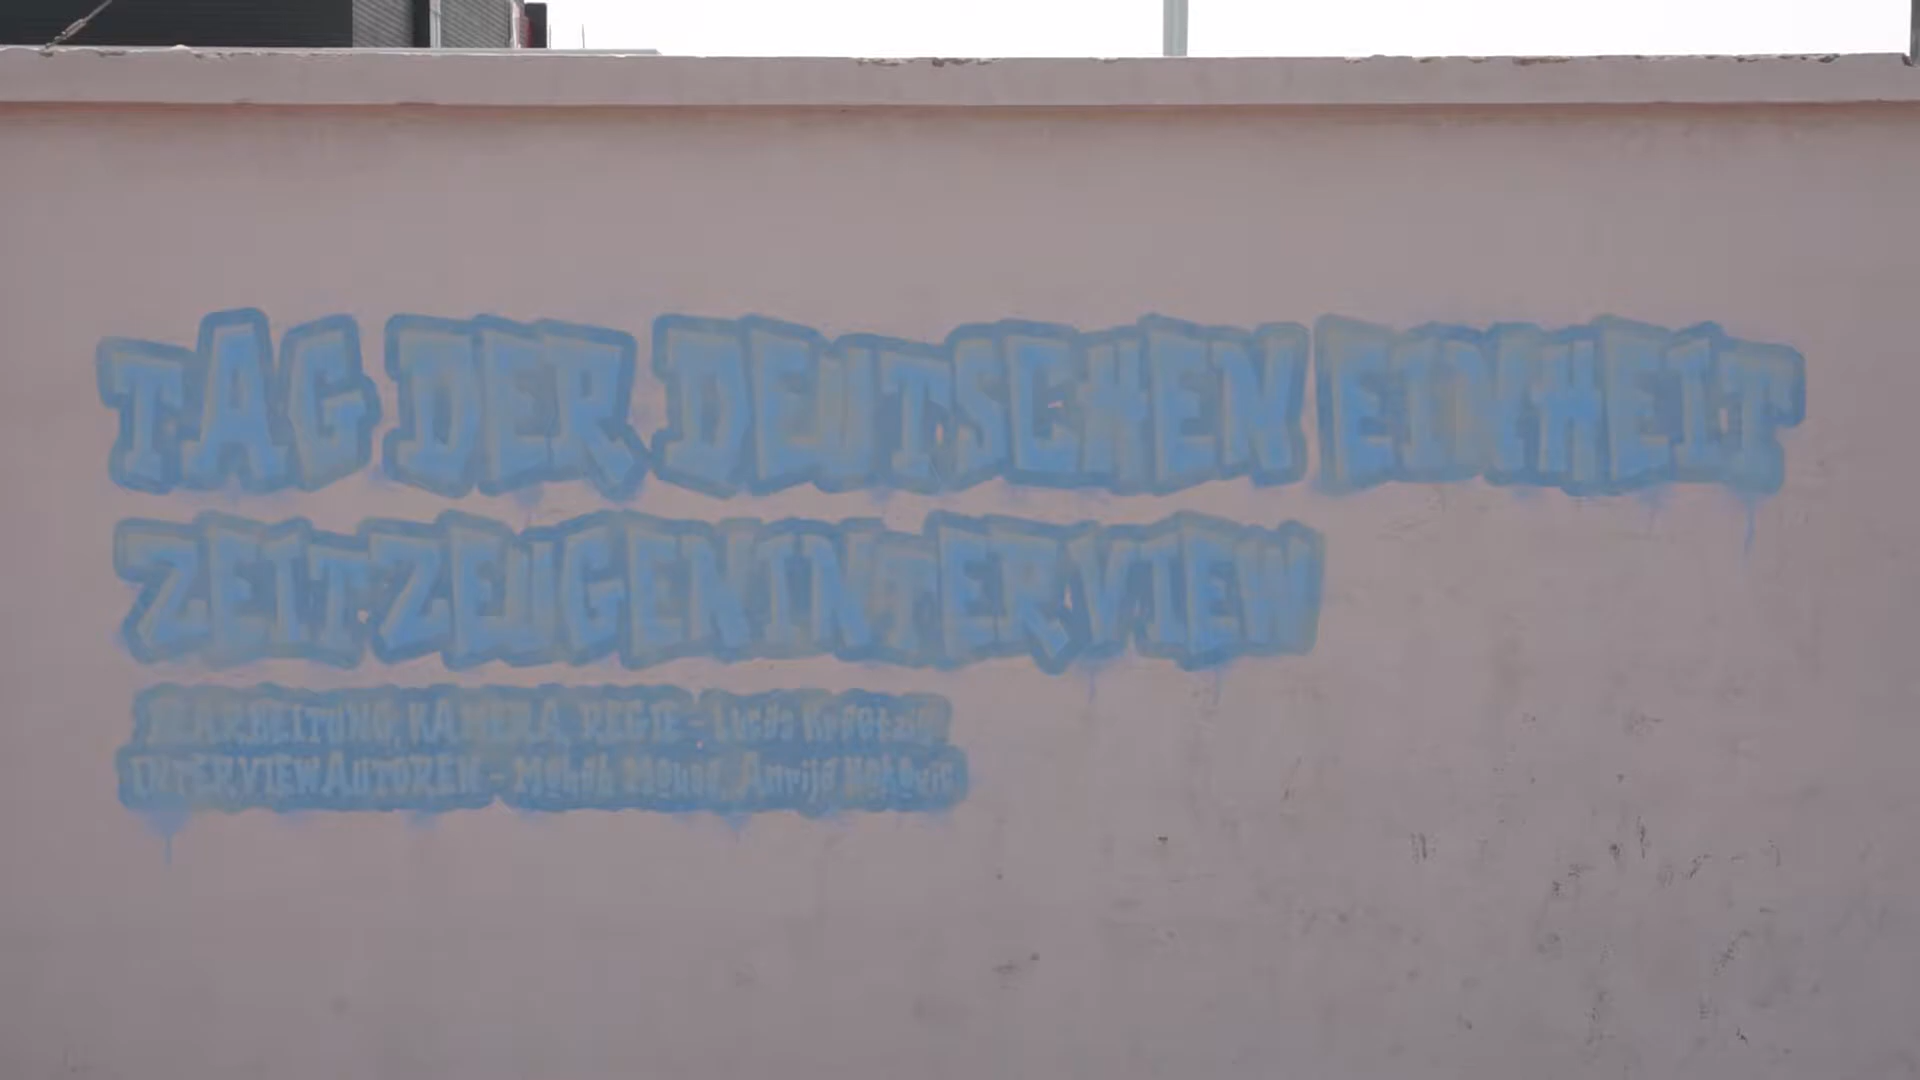 TAG DER DEUTSCHEN EINHEIT
ZEITZEUGENINTERVIEW
BEARBEITUNG, KAMERA, REGIE -
INTERVIEWAUTOREN -